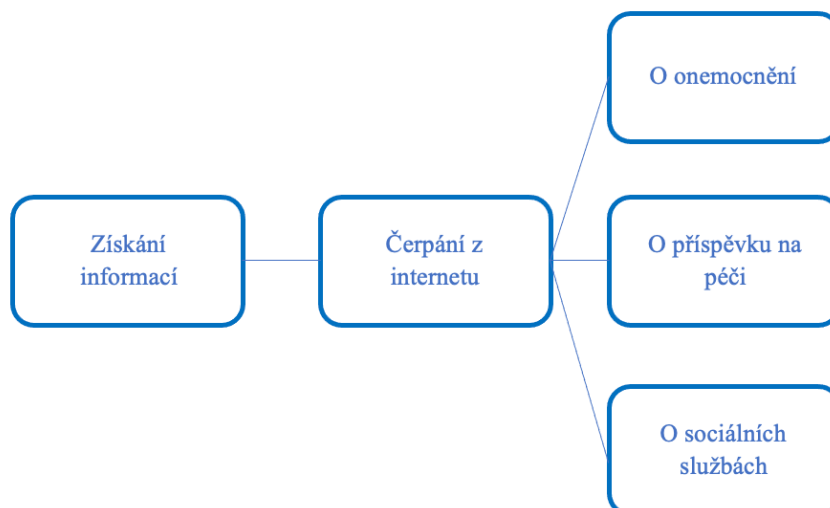 Získání
informací
Čerpání z
internetu
O onemocnění
O příspěvku na
péči
O sociálních
službách